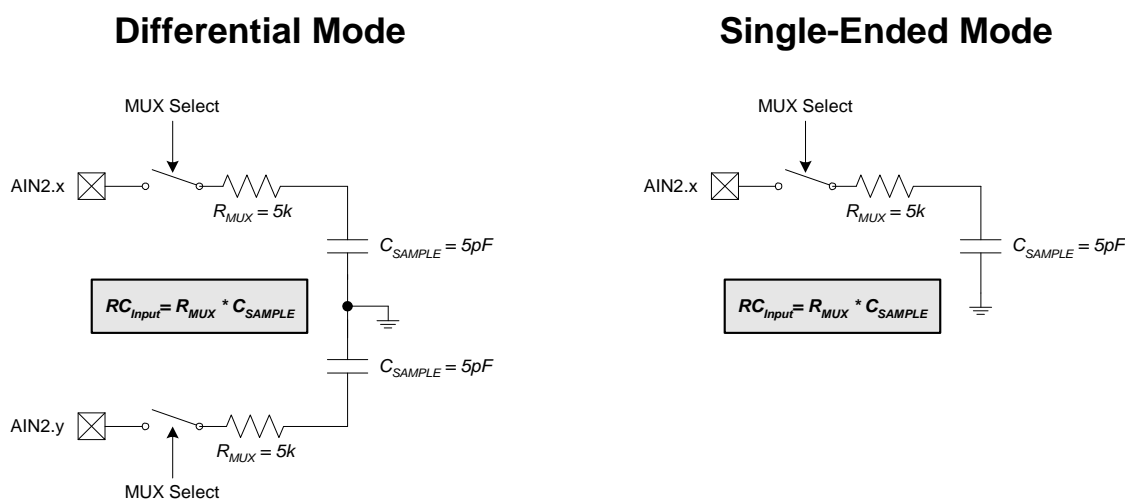 Differential Mode
MUX Select
AIN2.x
RMUX = 5k
CSAMPLE = 5pF
RCInput= RMUX * CSAMPLE
CSAMPLE = 5pF
AIN2.y
RMUX = 5k
MUX Select
Single-Ended Mode
MUX Select
AIN2.x
RMUX = 5k
CSAMPLE = 5pF
RCInput= RMUX * CSAMPLE